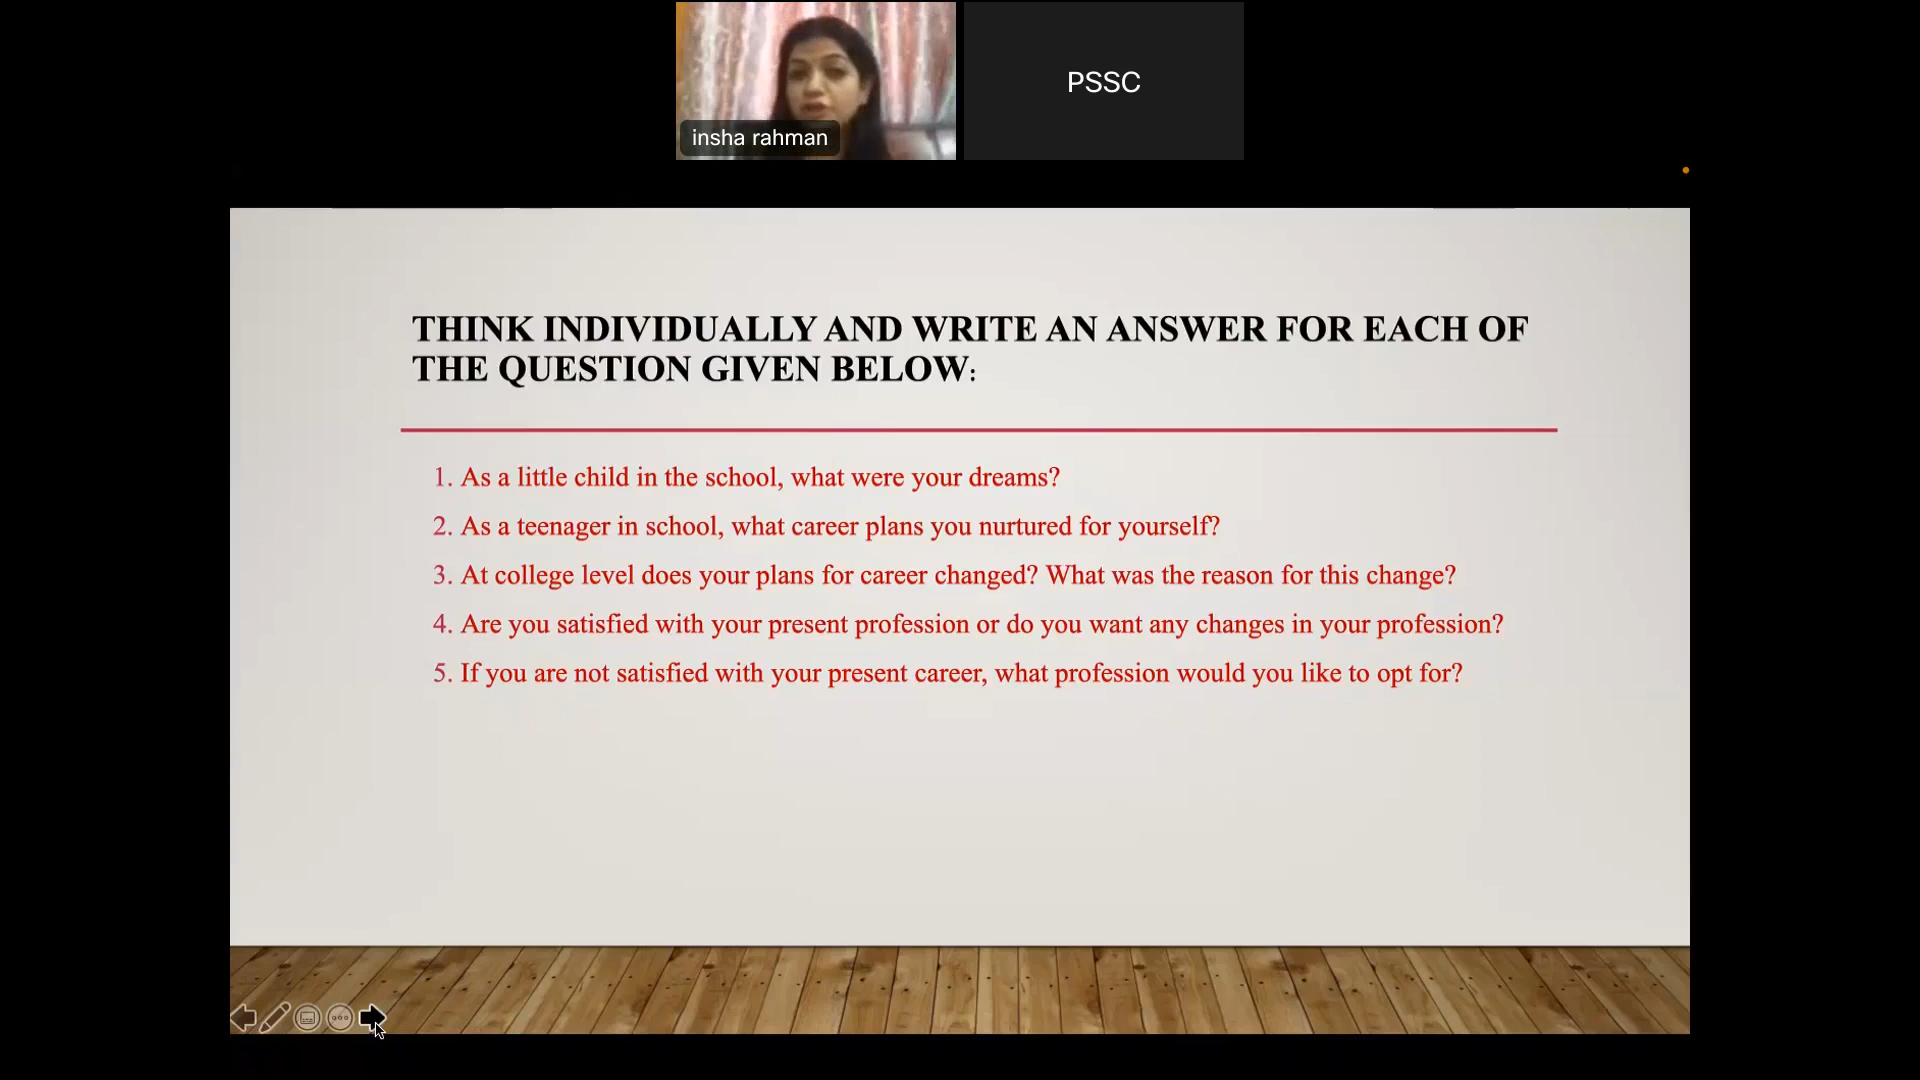 insha rahman
PSSC
THINK INDIVIDUALLY AND WRITE AN ANSWER FOR EACH OF
THE QUESTION GIVEN BELOW:
1. As a little child in the school, what were your dreams?
2. As a teenager in school, what career plans you nurtured for yourself?
3. At college level does your plans for career changed? What was the reason for this change?
4. Are you satisfied with your present profession or do you want any changes in your profession?
5. If you are not satisfied with your present career, what profession would you like to opt for?